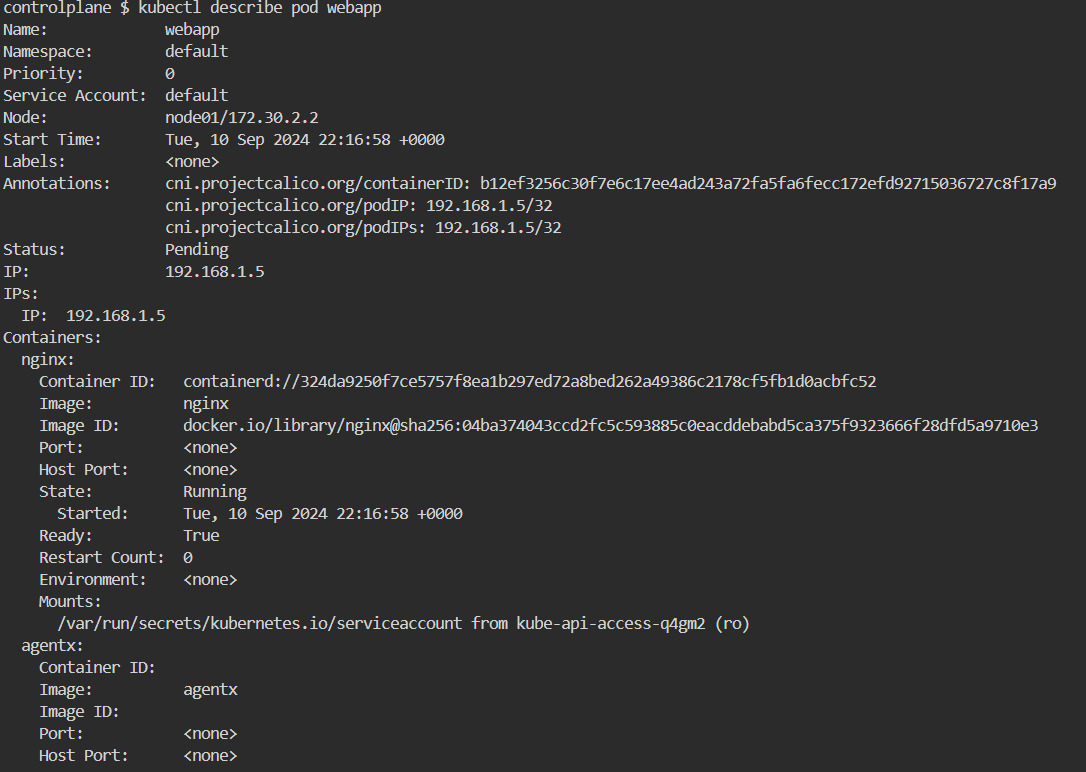 controlplane $ kubectl describe pod webapp
Name:             webapp
Namespace:        default
Priority:         0
Service Account:  default
Node:             node01/172.30.2.2
Start Time:       Tue, 10 Sep 2024 22:16:58 +0000
Labels:           <none>
Annotations:      cni.projectcalico.org/containerID: b12ef3256c30f7e6c17ee4ad243a72fa5fa6fecc172efd92715036727c8f17a9
                  cni.projectcalico.org/podIP: 192.168.1.5/32
                  cni.projectcalico.org/podIPs: 192.168.1.5/32
Status:           Pending
IP:               192.168.1.5
IPs:
  IP:  192.168.1.5
Containers:
  nginx:
    Container ID:   containerd://324da9250f7ce5757f8ea1b297ed72a8bed262a49386c2178cf5fb1d0acbfc52
    Image:          nginx
    Image ID:       docker.io/library/nginx@sha256:04ba374043ccd2fc5c593885c0eacddebabd5ca375f9323666f28dfd5a9710e3
    Port:           <none>
    Host Port:      <none>
    State:          Running
      Started:      Tue, 10 Sep 2024 22:16:58 +0000
    Ready:          True
    Restart Count:  0
    Environment:    <none>
    Mounts:
      /var/run/secrets/kubernetes.io/serviceaccount from kube-api-access-q4gm2 (ro)
  agentx:
    Container ID:
    Image:          agentx
    Image ID:
    Port:           <none>
    Host Port:      <none>